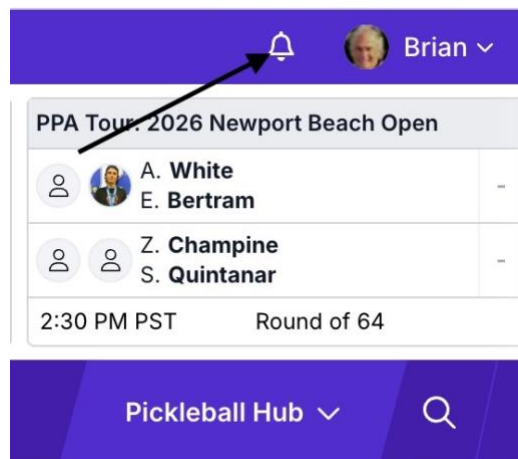 Brian
PPA Tour: 2026 Newport Beach Open
A. White
E. Bertram
-
Z. Champine
S. Quintanar
-
2:30 PM PST Round of 64
Pickleball Hub